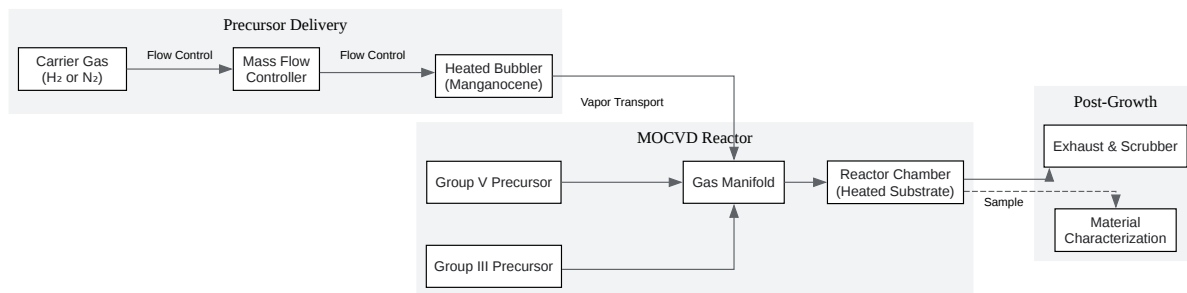 Precursor Delivery
Carrier Gas
(H₂ or N₂)
Flow Control
Mass Flow
Controller
Flow Control
Heated Bubbler
(Manganocene)
Vapor Transport
MOCVD Reactor
Group V Precursor
Group III Precursor
Gas Manifold
Reactor Chamber
(Heated Substrate)
Sample
Post-Growth
Exhaust & Scrubber
Material
Characterization